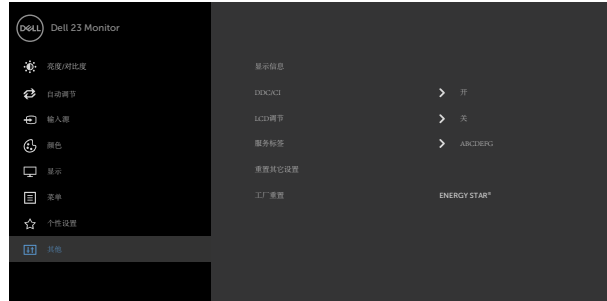 DELL Dell 23 Monitor
亮度/对比度
显示信息
自动调节
DDC/CI 开
输入源
LCD调节 关
颜色
服务标签 ABCDEFG
显示
重置其它设置
菜单
工厂重置 ENERGY STAR®
个性设置
其他